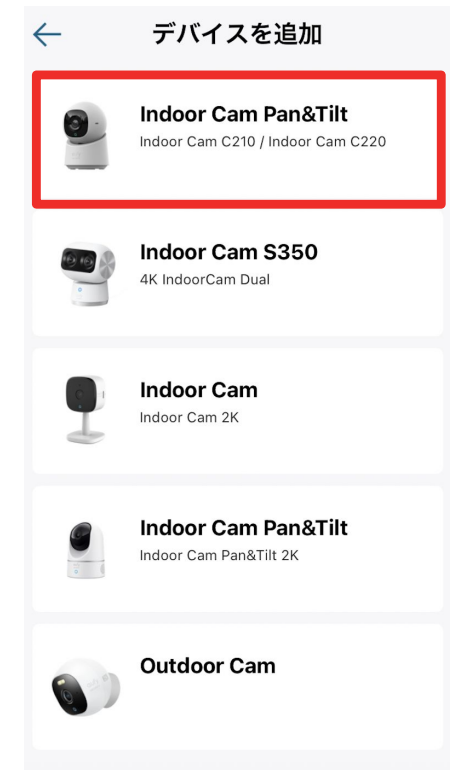 デバイスを追加
Indoor Cam Pan&Tilt
Indoor Cam C210 / Indoor Cam C220
Indoor Cam S350
4K IndoorCam Dual
Indoor Cam
Indoor Cam 2K
Indoor Cam Pan&Tilt
Indoor Cam Pan&Tilt 2K
Outdoor Cam